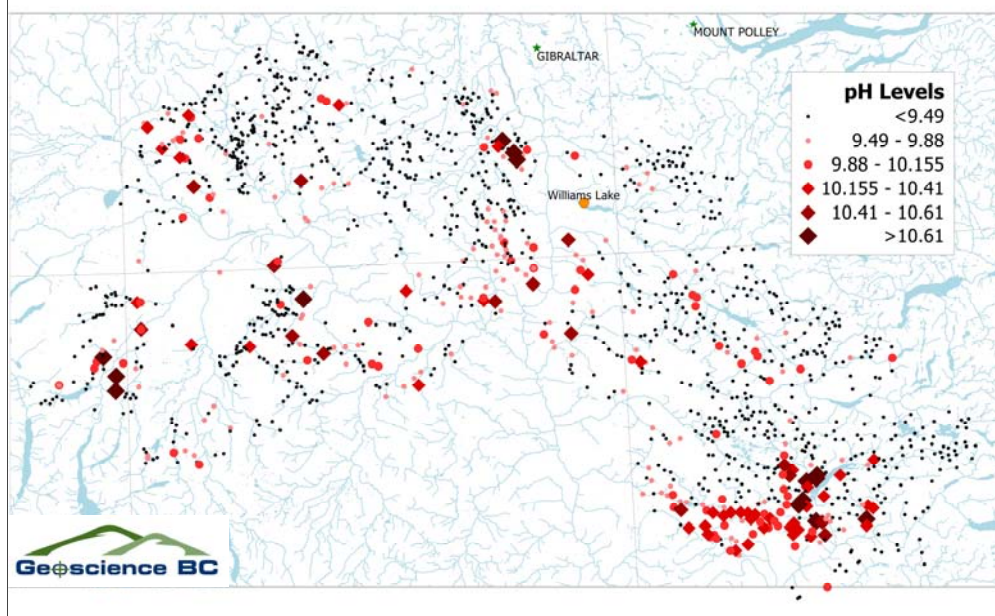 MOUNT POLLEY
GIBRALTAR
pH Levels
<9.49
9.49 - 9.88
9.88 - 10.155
10.155 - 10.41
10.41 - 10.61
>10.61
Williams Lake
Geoscience BC